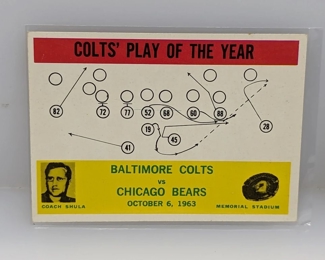 COLTS' PLAY OF THE YEAR
82
72
77
52
68
60
88
28
19
45
41
BALTIMORE COLTS
VS
CHICAGO BEARS
OCTOBER 6, 1963
COACH SHULA
MEMORIAL STADIUM